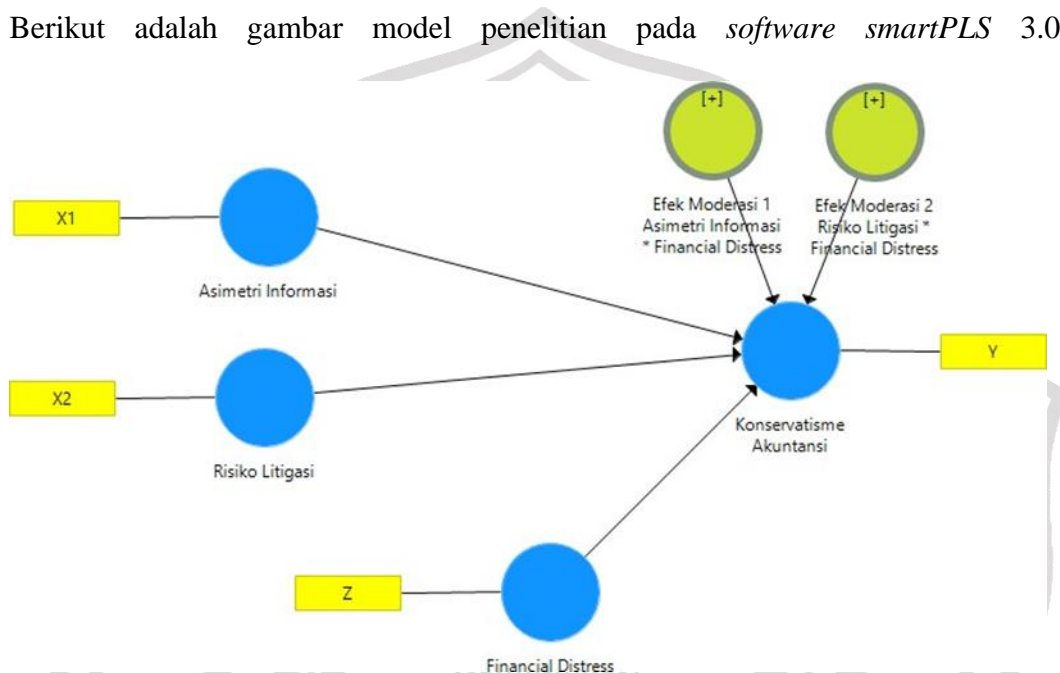 Berikut adalah gambar model penelitian pada software smartPLS 3.0
[+]
[+]
Efek Moderasi 1
Asimetri Informasi
* Financial Distress
Efek Moderasi 2
Risiko Litigasi *
Financial Distress
X1
Asimetri Informasi
X2
Risiko Litigasi
Y
Konservatisme
Akuntansi
Z
Financial Distress